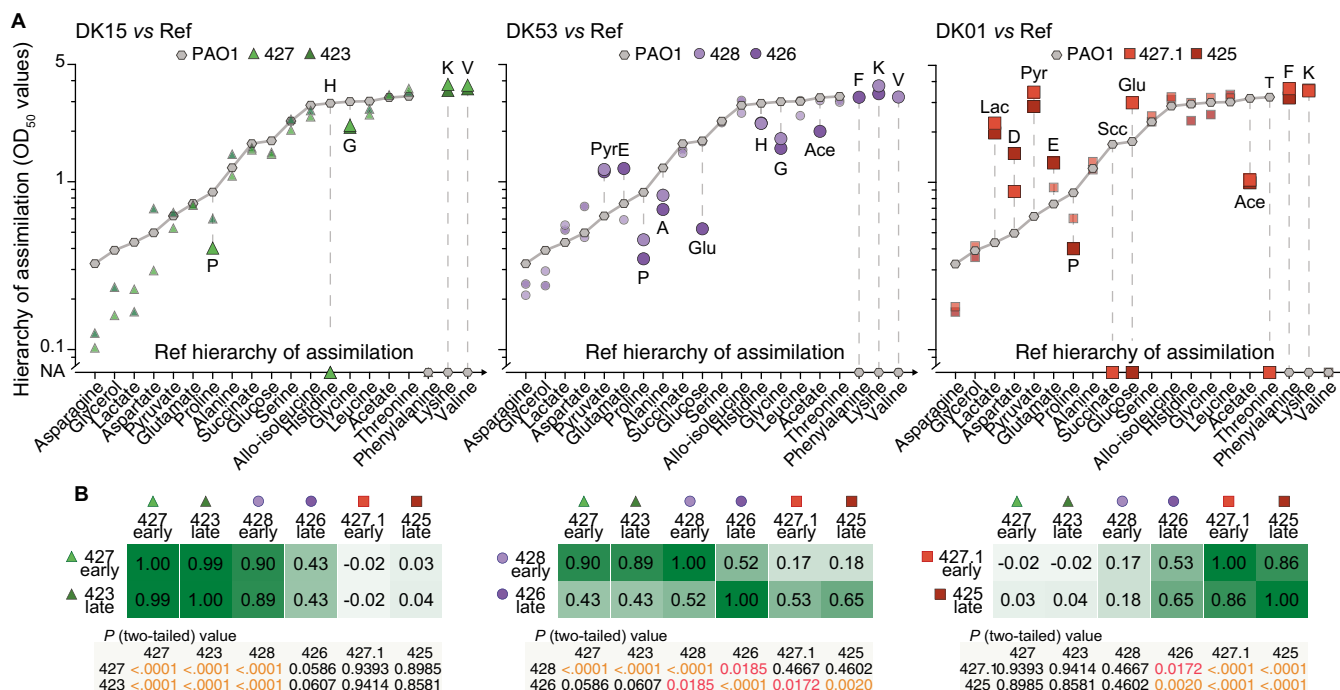 A
DK15 vs Ref
PAO1 427 423
DK53 vs Ref
PAO1 428 426
DK01 vs Ref
PAO1 427.1 425
Hierarchy of assimilation (OD50 values)
5
1
0.1
NA
H
K
V
G
P
Ref hierarchy of assimilation
Asparagine
Glycerol
Lactate
Aspartate
Pyruvate
Glutamate
Proline
Alanine
Succinate
Glucose
Serine
Allo-isoleucine
Histidine
Glycine
Leucine
Acetate
Threonine
Phenylalanine
Lysine
Valine
F
K
V
PyrE
H
G
Ace
A
Glu
P
Ref hierarchy of assimilation
Asparagine
Glycerol
Lactate
Aspartate
Pyruvate
Glutamate
Proline
Alanine
Succinate
Glucose
Serine
Allo-isoleucine
Histidine
Glycine
Leucine
Acetate
Threonine
Phenylalanine
Lysine
Valine
Lac
D
Pyr
E
P
Scc
Glu
Ace
T
F
K
Ref hierarchy of assimilation
Asparagine
Glycerol
Lactate
Aspartate
Pyruvate
Glutamate
Proline
Alanine
Succinate
Glucose
Serine
Allo-isoleucine
Histidine
Glycine
Leucine
Acetate
Threonine
Phenylalanine
Lysine
Valine
B
427 423 428 426 427.1 425
early late early late early late
427 early 1.00 0.99 0.90 0.43 -0.02 0.03
423 late 0.99 1.00 0.89 0.43 -0.02 0.04
P (two-tailed) value
427 423 428 426 427.1 425
427 <.0001 <.0001 <.0001 0.0586 0.9393 0.8985
423 <.0001 <.0001 <.0001 0.0607 0.9414 0.8581
427 423 428 426 427.1 425
early late early late early late
428 early 0.90 0.89 1.00 0.52 0.17 0.18
426 late 0.43 0.43 0.52 1.00 0.53 0.65
P (two-tailed) value
427 423 428 426 427.1 425
428 <.0001 <.0001 <.0001 0.0185 0.4667 0.4602
426 0.0586 0.0607 0.0185 <.0001 0.0172 0.0020
427 423 428 426 427.1 425
early late early late early late
427.1 early -0.02 -0.02 0.17 0.53 1.00 0.86
425 late 0.03 0.04 0.18 0.65 0.86 1.00
P (two-tailed) value
427 423 428 426 427.1 425
427.1 0.9393 0.9414 0.4667 0.0172 <.0001 <.0001
425 0.8985 0.8581 0.4602 0.0020 <.0001 <.0001